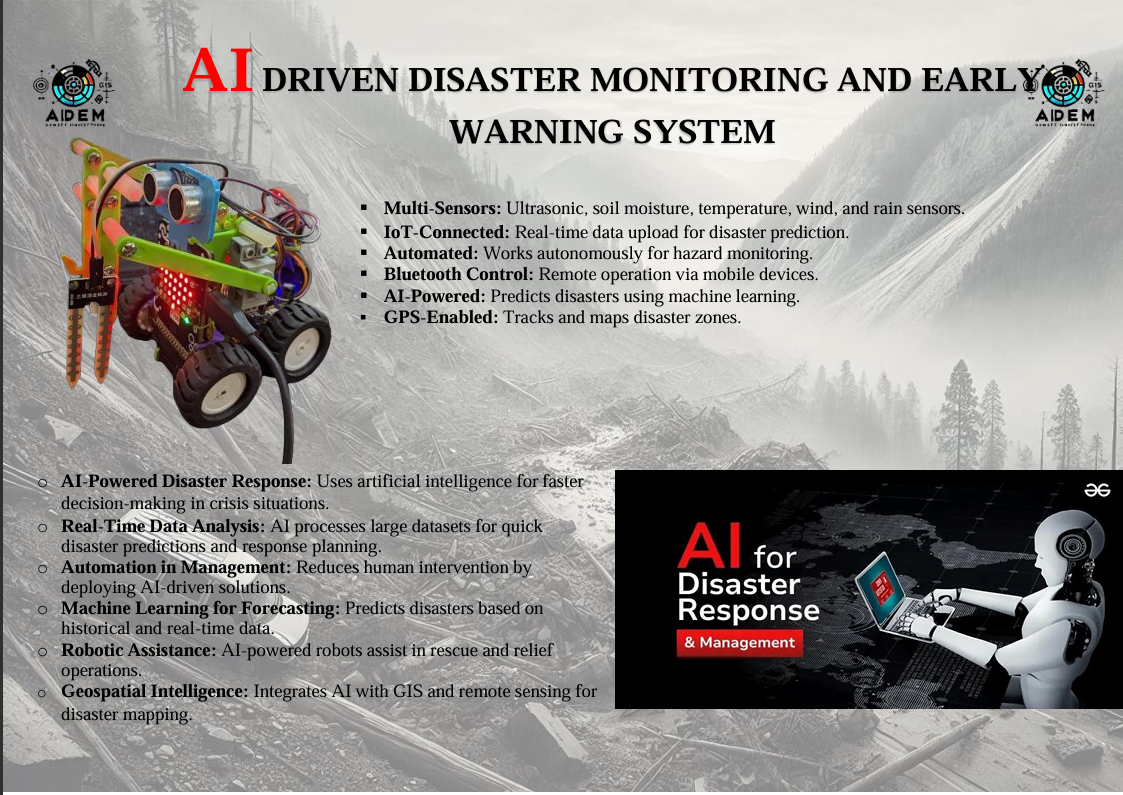 AI DRIVEN DISASTER MONITORING AND EARLY
WARNING SYSTEM
GIS
AIDEM
GIS
AIDEM
▪ Multi-Sensors: Ultrasonic, soil moisture, temperature, wind, and rain sensors.
▪ IoT-Connected: Real-time data upload for disaster prediction.
▪ Automated: Works autonomously for hazard monitoring.
▪ Bluetooth Control: Remote operation via mobile devices.
▪ AI-Powered: Predicts disasters using machine learning.
▪ GPS-Enabled: Tracks and maps disaster zones.
o AI-Powered Disaster Response: Uses artificial intelligence for faster
decision-making in crisis situations.
o Real-Time Data Analysis: AI processes large datasets for quick
disaster predictions and response planning.
o Automation in Management: Reduces human intervention by
deploying AI-driven solutions.
o Machine Learning for Forecasting: Predicts disasters based on
historical and real-time data.
o Robotic Assistance: AI-powered robots assist in rescue and relief
operations.
o Geospatial Intelligence: Integrates AI with GIS and remote sensing for
disaster mapping.
AI for
Disaster
Response
& Management